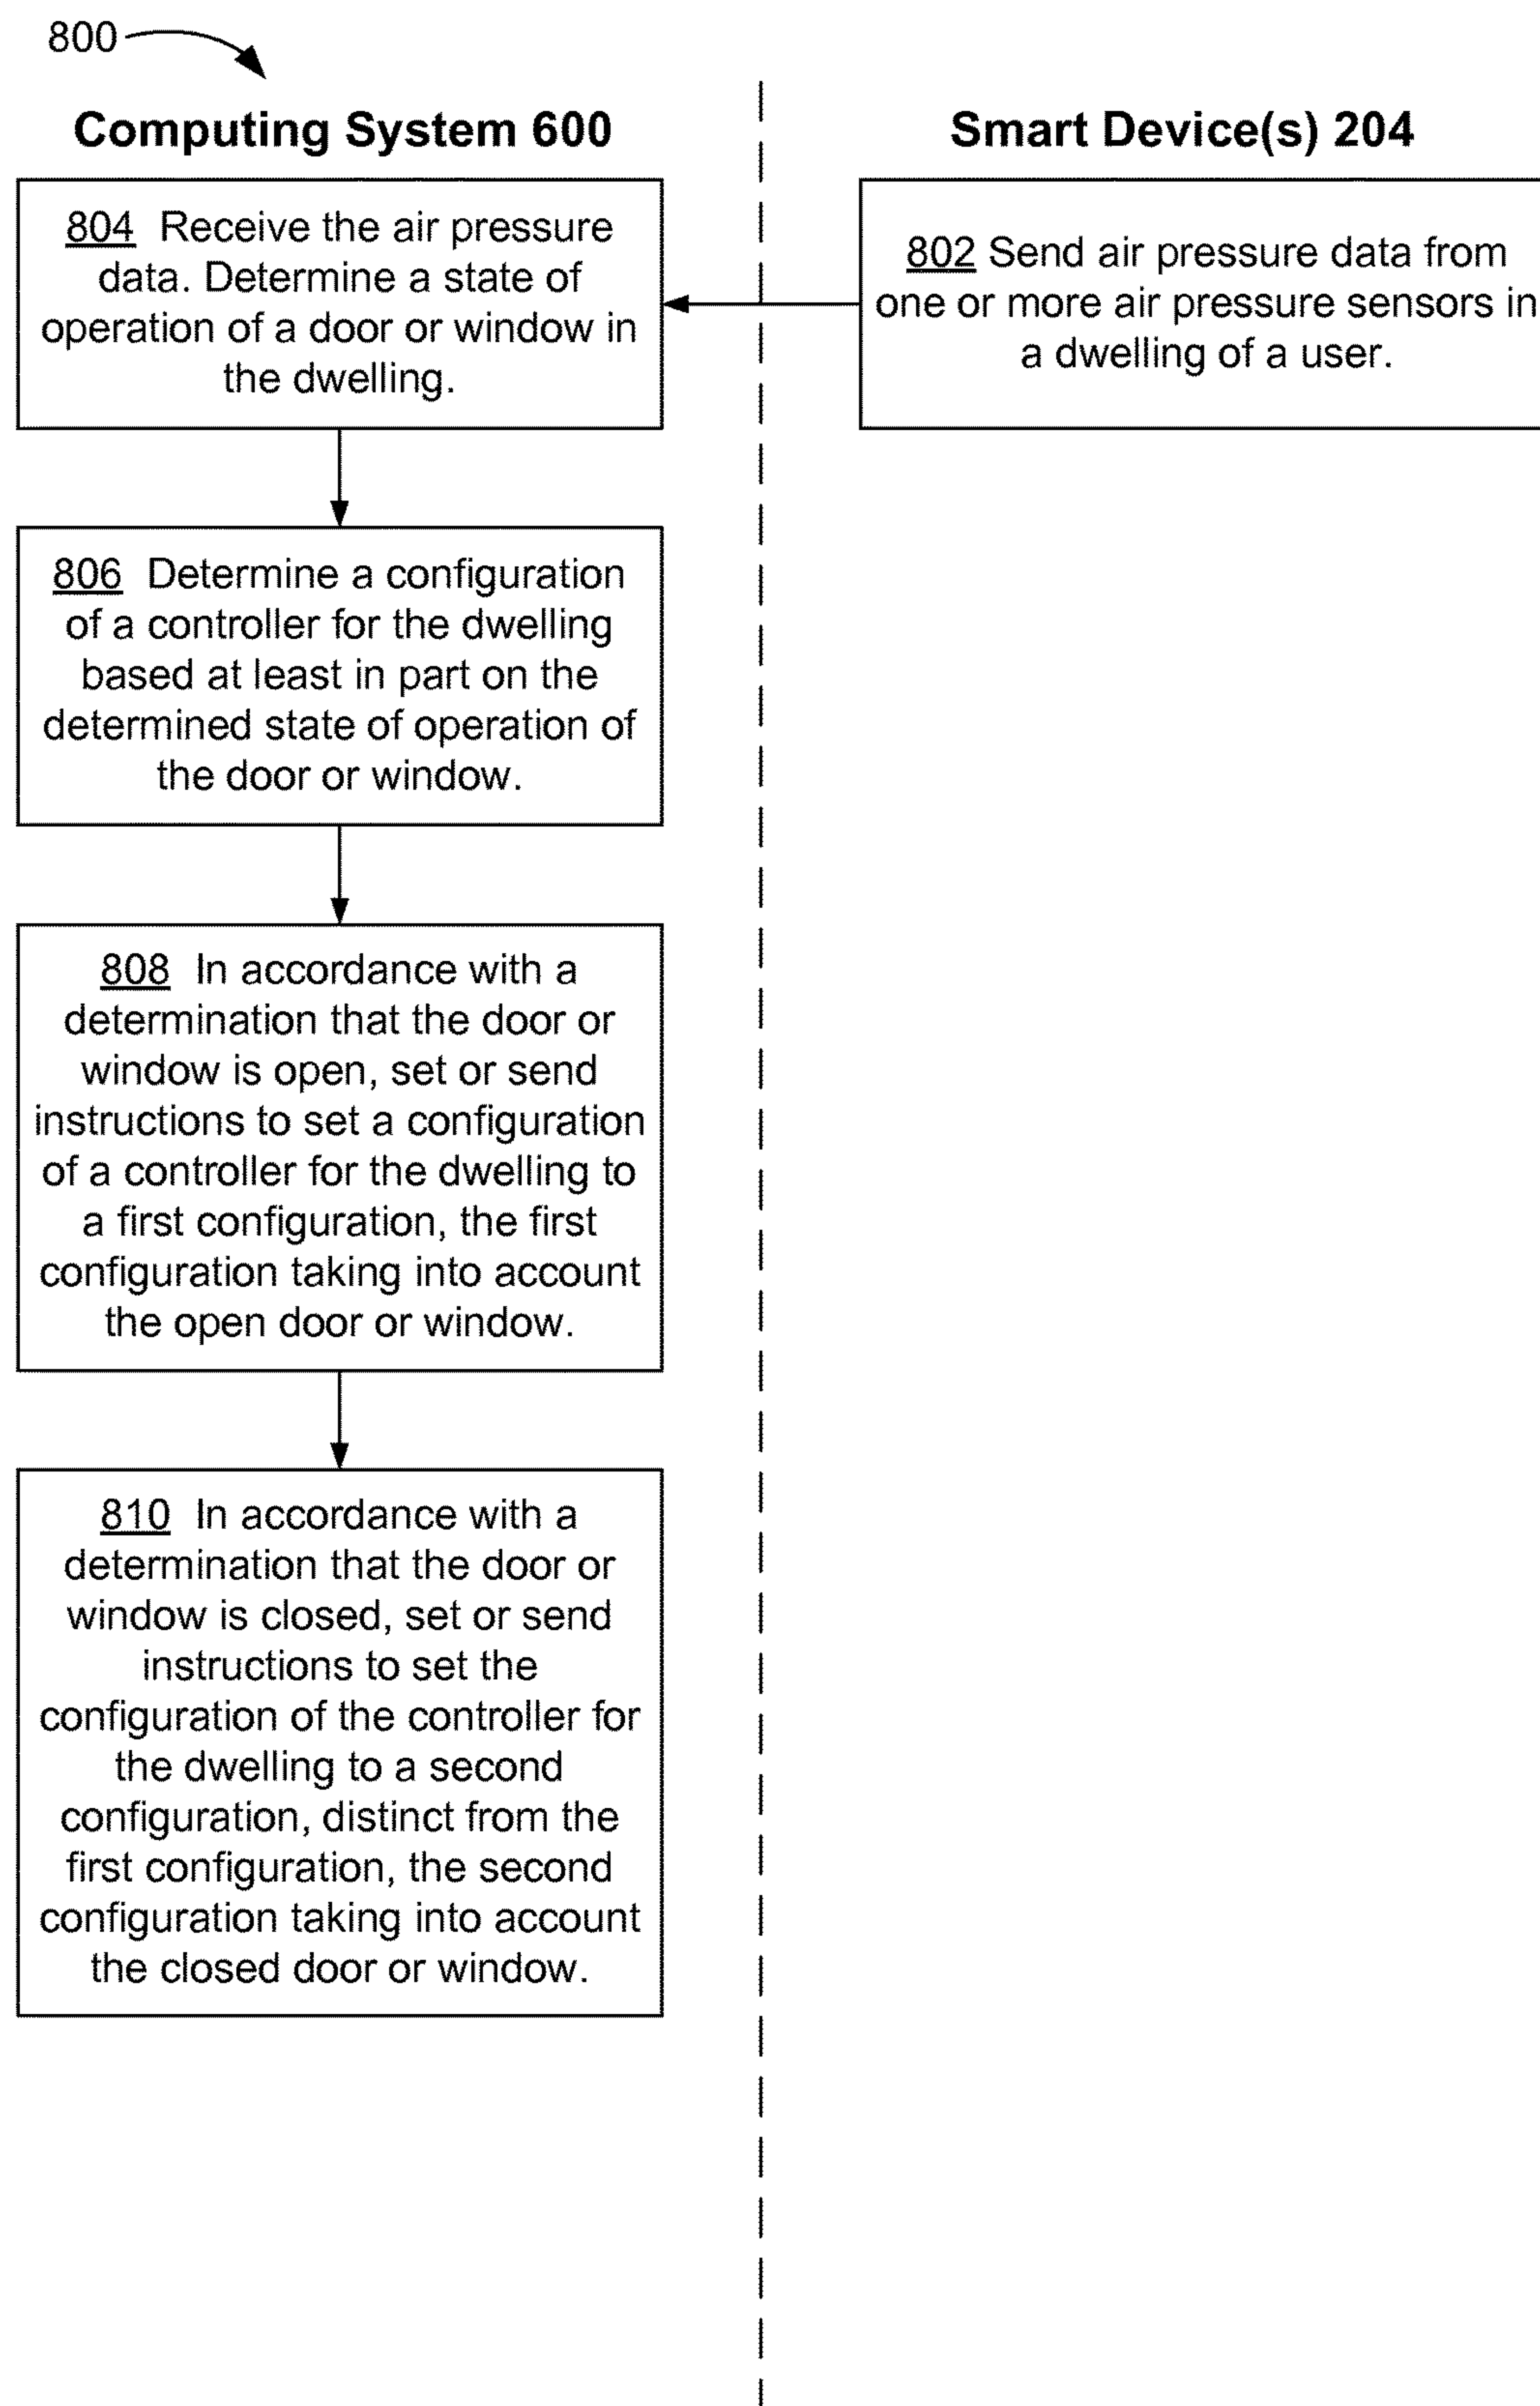 800
Computing System 600
Smart Device(s) 204
804 Receive the air pressure
data. Determine a state of
operation of a door or window in
the dwelling.
802 Send air pressure data from
one or more air pressure sensors in
a dwelling of a user.
806 Determine a configuration
of a controller for the dwelling
based at least in part on the
determined state of operation of
the door or window.
808 In accordance with a
determination that the door or
window is open, set or send
instructions to set a configuration
of a controller for the dwelling to
a first configuration, the first
configuration taking into account
the open door or window.
810 In accordance with a
determination that the door or
window is closed, set or send
instructions to set the
configuration of the controller for
the dwelling to a second
configuration, distinct from the
first configuration, the second
configuration taking into account
the closed door or window.